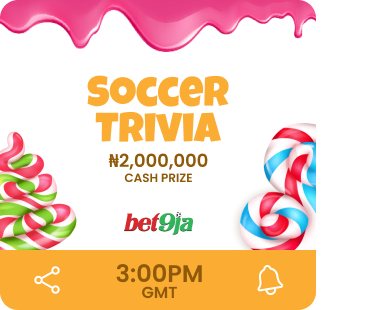 SOCCER
TRIVIA
₦2,000,000
CASH PRIZE
bet9ja
3:00PM
GMT